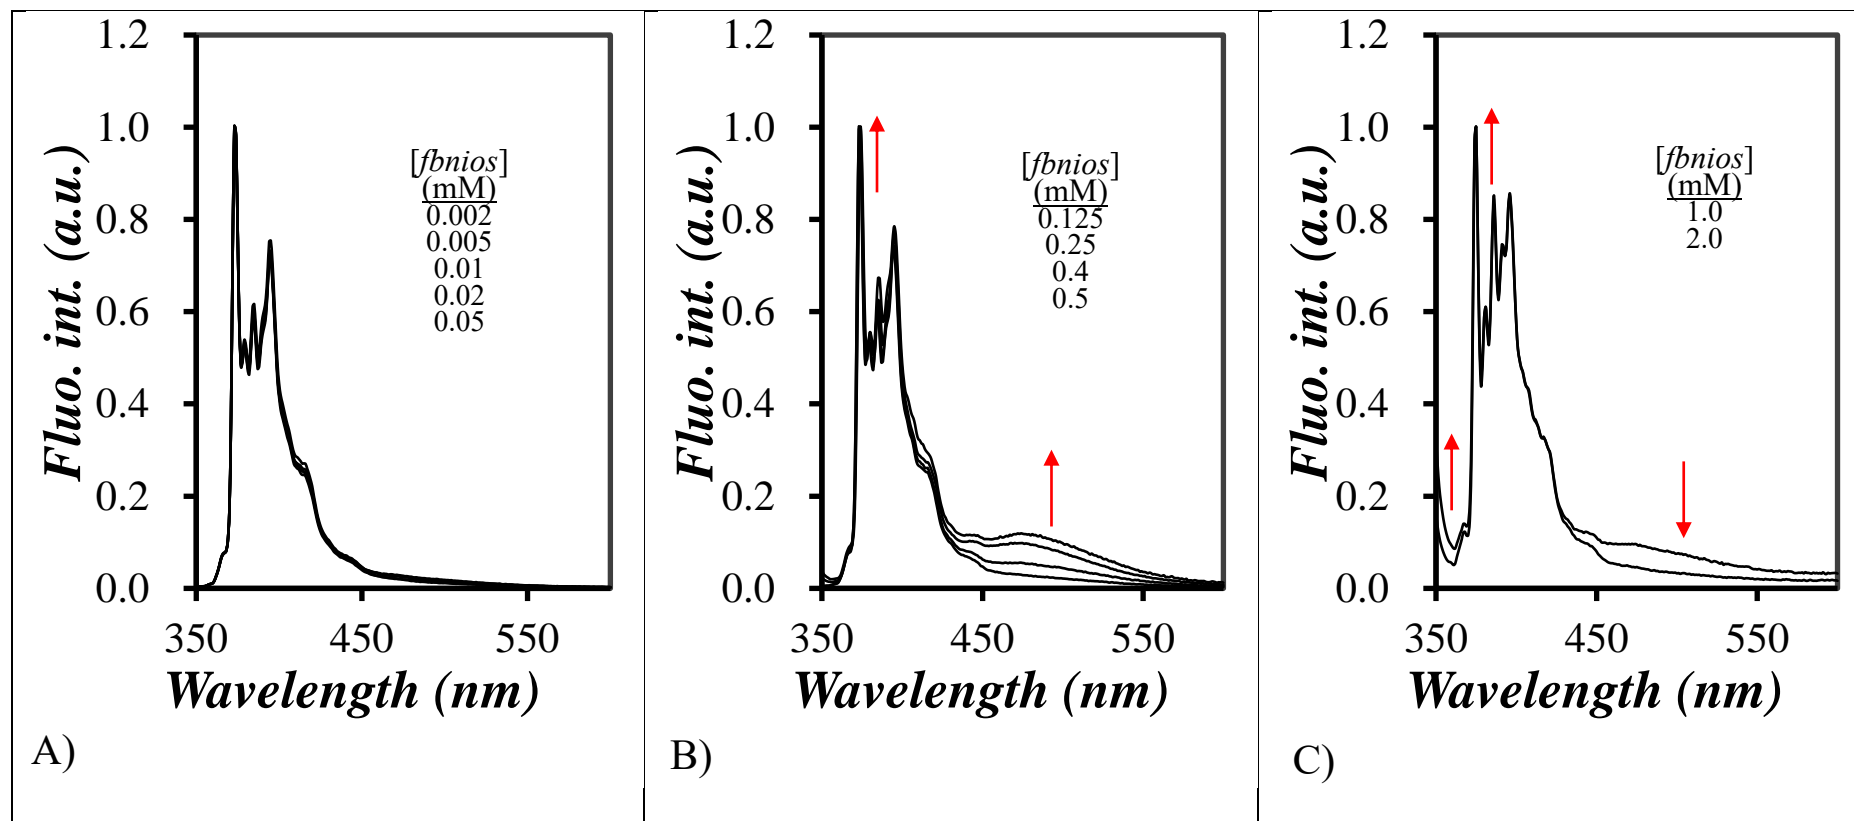 1.2
1.0
0.8
0.6
0.4
0.2
0.0
Fluo. int. (a.u.)
[fbnios]
(mM)
0.002
0.005
0.01
0.02
0.05
350 450 550
Wavelength (nm)
A)
1.2
1.0
0.8
0.6
0.4
0.2
0.0
Fluo. int. (a.u.)
[fbnios]
(mM)
0.125
0.25
0.4
0.5
350 450 550
Wavelength (nm)
B)
1.2
1.0
0.8
0.6
0.4
0.2
0.0
Fluo. int. (a.u.)
[fbnios]
(mM)
1.0
2.0
350 450 550
Wavelength (nm)
C)